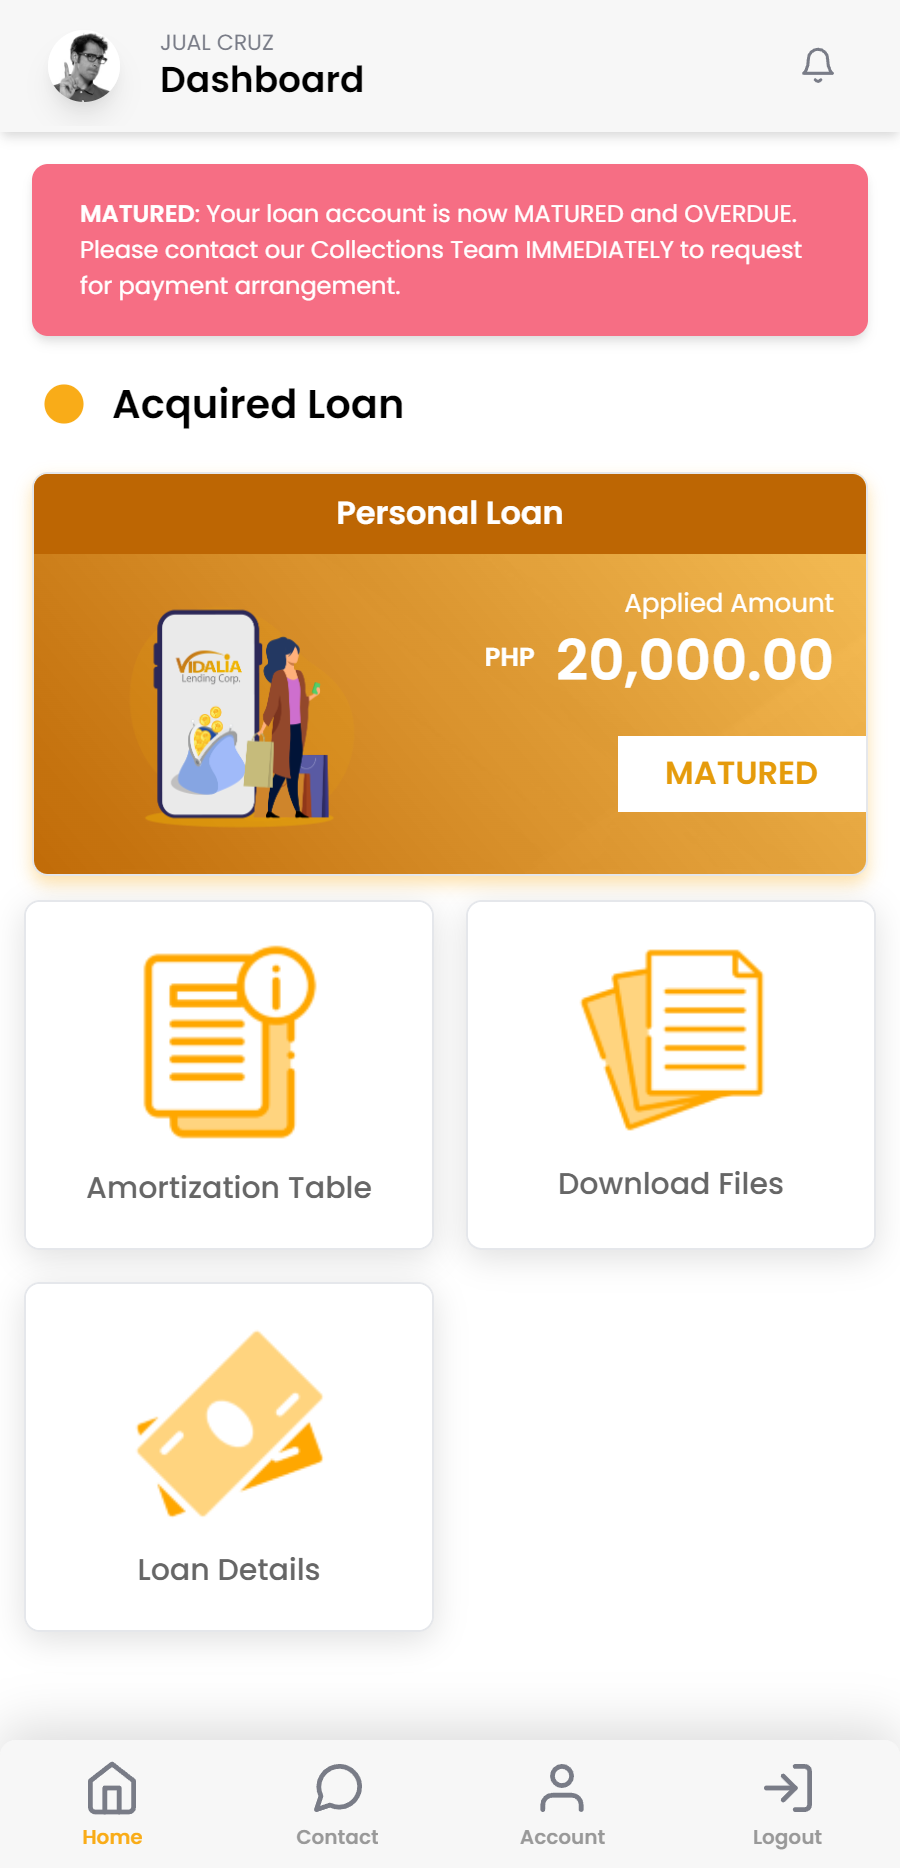 JUAL CRUZ
Dashboard
MATURED: Your loan account is now MATURED and OVERDUE.
Please contact our Collections Team IMMEDIATELY to request
for payment arrangement.
Acquired Loan
Personal Loan
Applied Amount
PHP 20,000.00
VIDALIA
Lending Corp.
MATURED
Amortization Table
Download Files
Loan Details
Home
Contact
Account
Logout